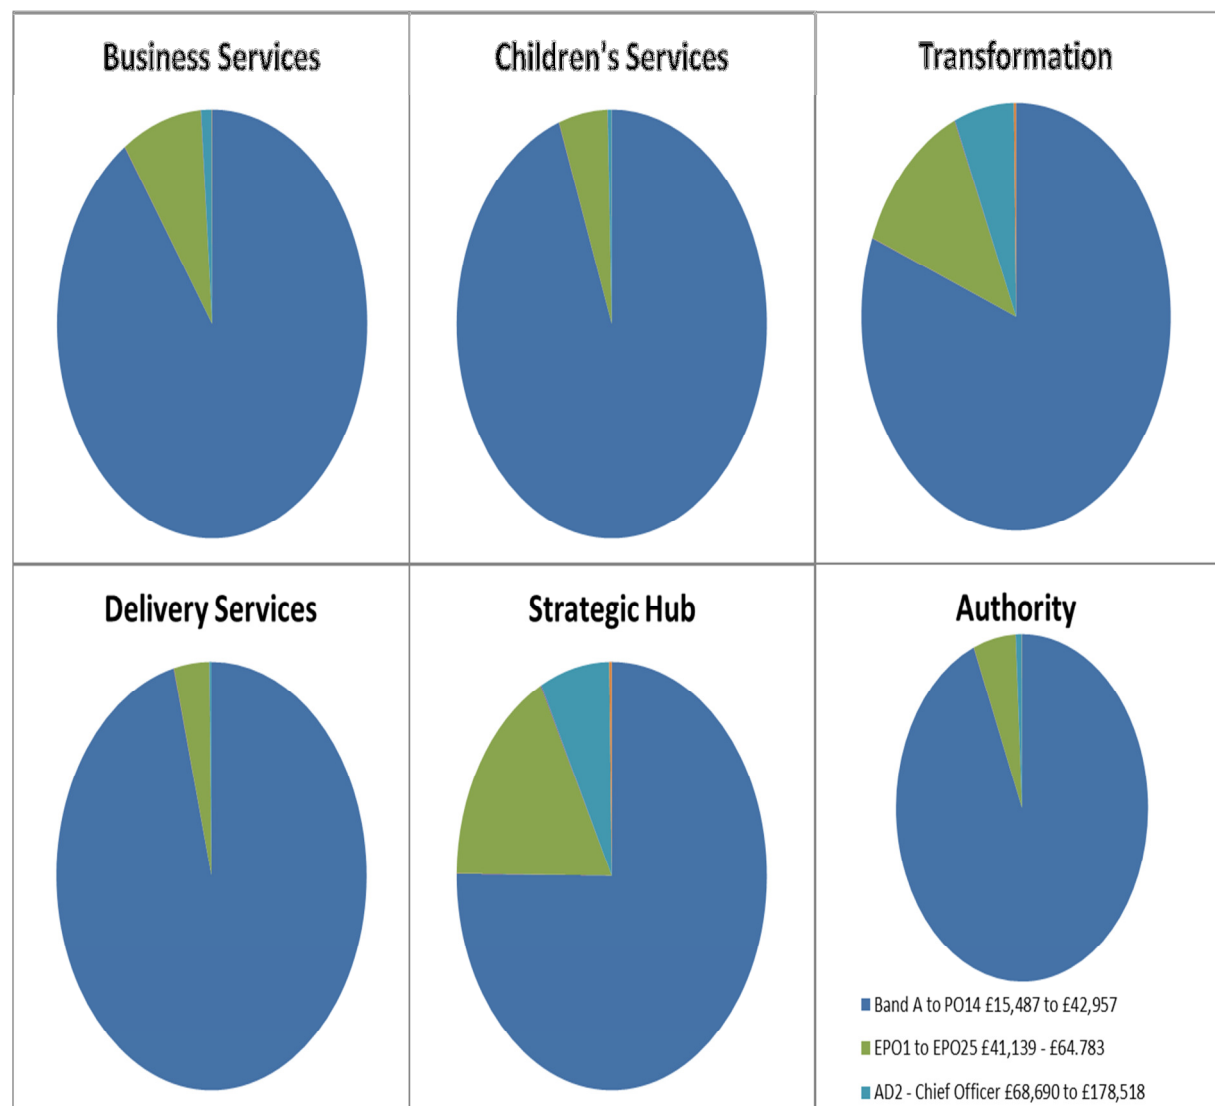 Business Services
Children's Services
Transformation
Delivery Services
Strategic Hub
Authority
Band A to PO14 £15,487 to £42,957
EPO1 to EPO25 £41,139 - £64.783
AD2 - Chief Officer £68,690 to £178,518